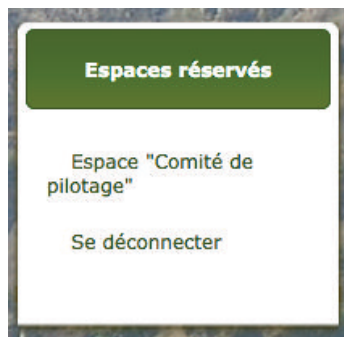 Espaces réservés
Espace "Comité de
pilotage"
Se déconnecter